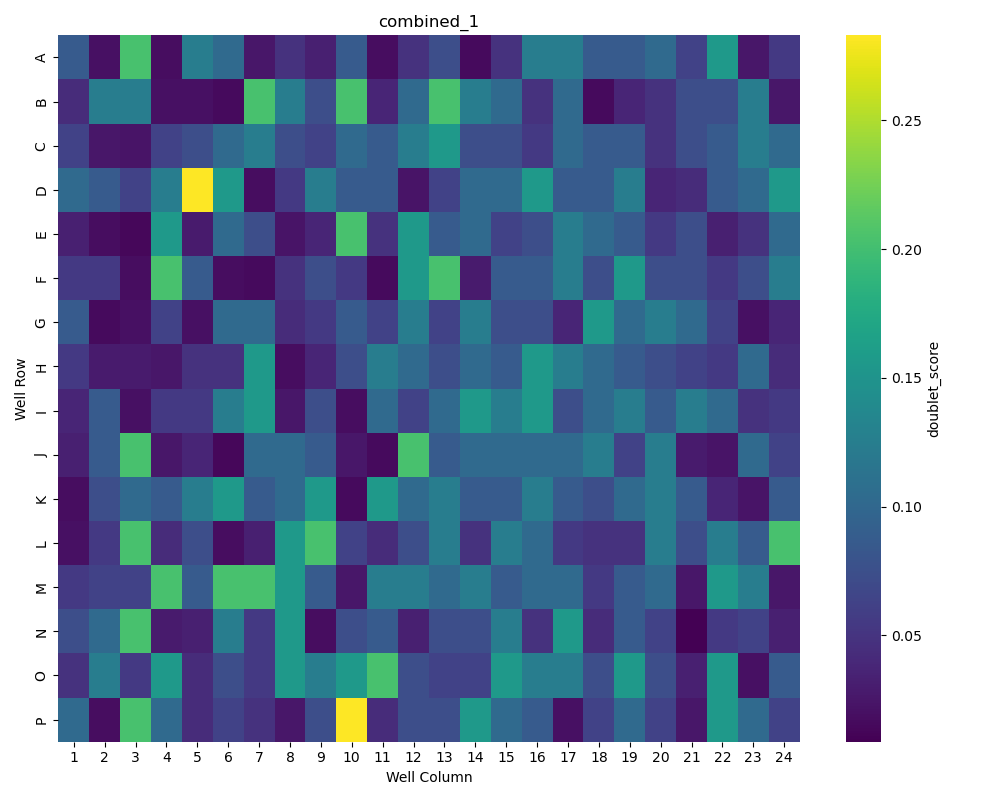 combined_1
A
B
C
D
E
F
G
H
I
J
K
L
M
N
O
P
Well Row
1 2 3 4 5 6 7 8 9 10 11 12 13 14 15 16 17 18 19 20 21 22 23 24
Well Column
0.25
0.20
0.15
0.10
0.05
doublet_score